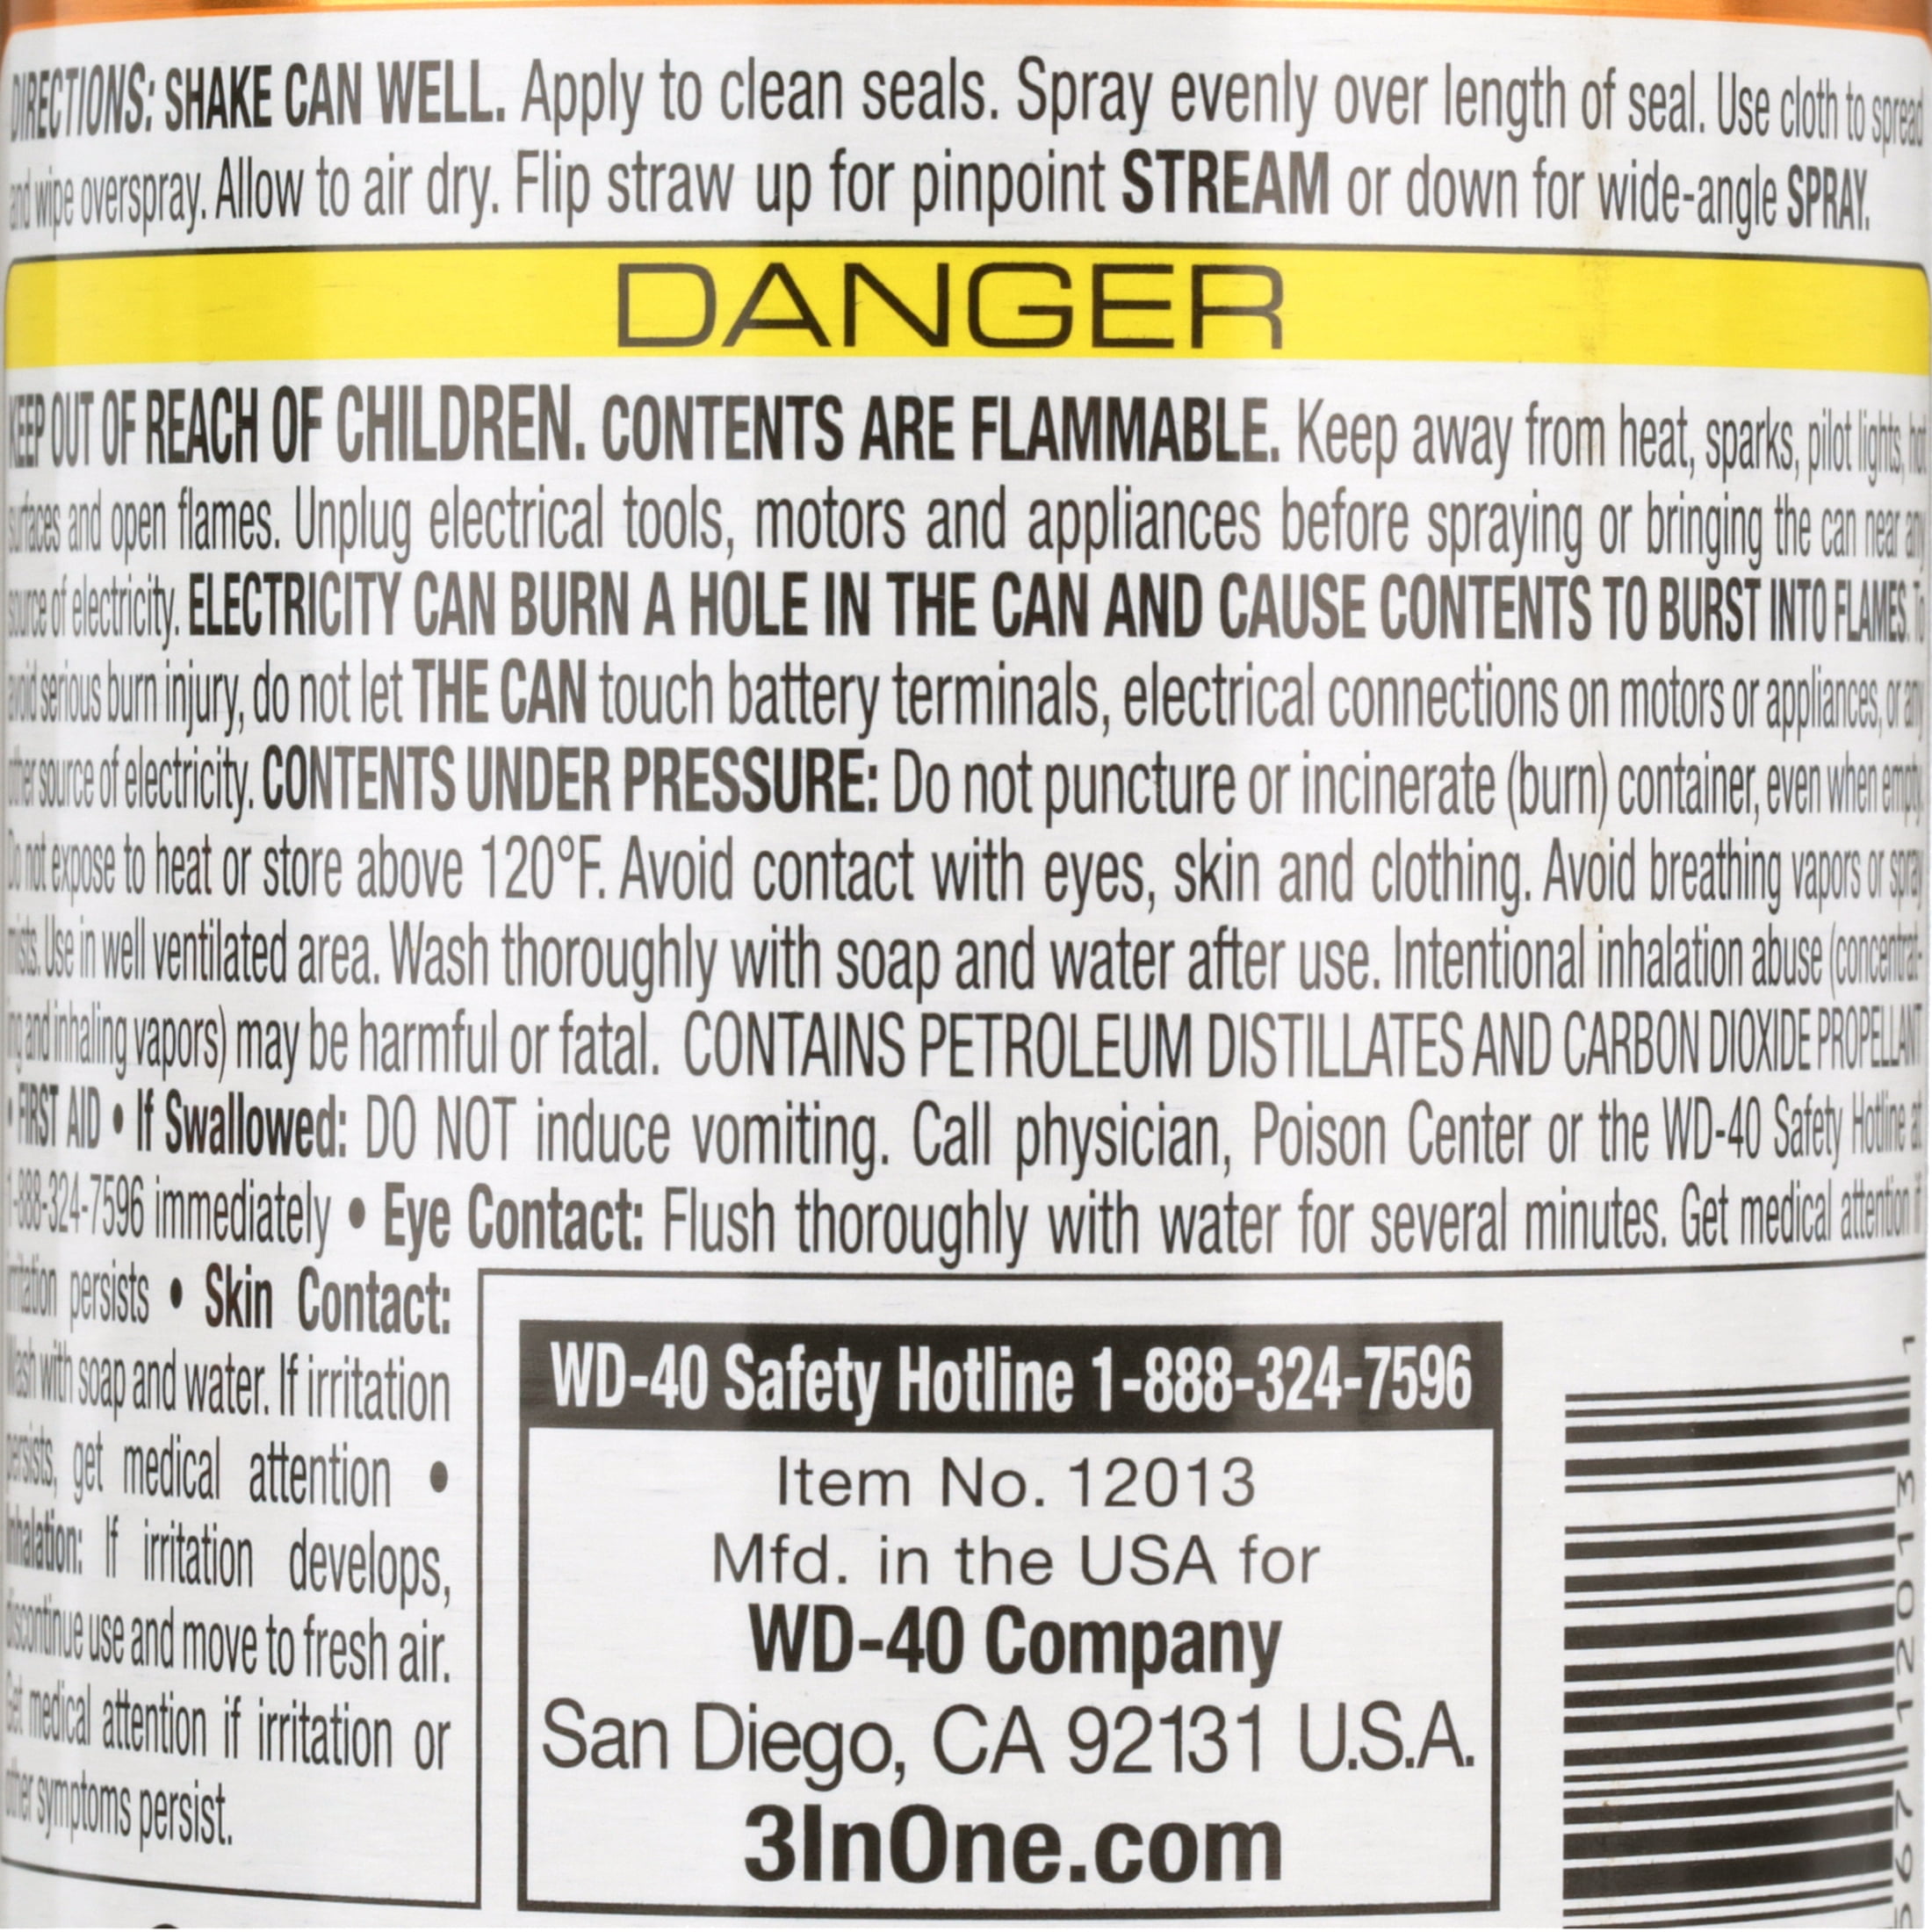 DIRECTIONS: SHAKE CAN WELL. Apply to clean seals. Spray evenly over length of seal. Use cloth to spread
and wipe overspray. Allow to air dry. Flip straw up for pinpoint STREAM or down for wide-angle SPRAY.
DANGER
KEEP OUT OF REACH OF CHILDREN. CONTENTS ARE FLAMMABLE. Keep away from heat, sparks, pilot lights, hot
surfaces and open flames. Unplug electrical tools, motors and appliances before spraying or bringing the can near any
source of electricity. ELECTRICITY CAN BURN A HOLE IN THE CAN AND CAUSE CONTENTS TO BURST INTO FLAMES. To
avoid serious burn injury, do not let THE CAN touch battery terminals, electrical connections on motors or appliances, or any
other source of electricity. CONTENTS UNDER PRESSURE: Do not puncture or incinerate (burn) container, even when empty.
Do not expose to heat or store above 120°F. Avoid contact with eyes, skin and clothing. Avoid breathing vapors or spray
mists. Use in well ventilated area. Wash thoroughly with soap and water after use. Intentional inhalation abuse (concentrat-
ing and inhaling vapors) may be harmful or fatal. CONTAINS PETROLEUM DISTILLATES AND CARBON DIOXIDE PROPELLANT
• FIRST AID • If Swallowed: DO NOT induce vomiting. Call physician, Poison Center or the WD-40 Safety Hotline at
1-888-324-7596 immediately • Eye Contact: Flush thoroughly with water for several minutes. Get medical attention if
irritation persists • Skin Contact:
Wash with soap and water. If irritation
persists, get medical attention •
Inhalation: If irritation develops,
discontinue use and move to fresh air.
Get medical attention if irritation or
other symptoms persist.
WD-40 Safety Hotline 1-888-324-7596
Item No. 12013
Mfd. in the USA for
WD-40 Company
San Diego, CA 92131 U.S.A.
3InOne.com
567 12013 1